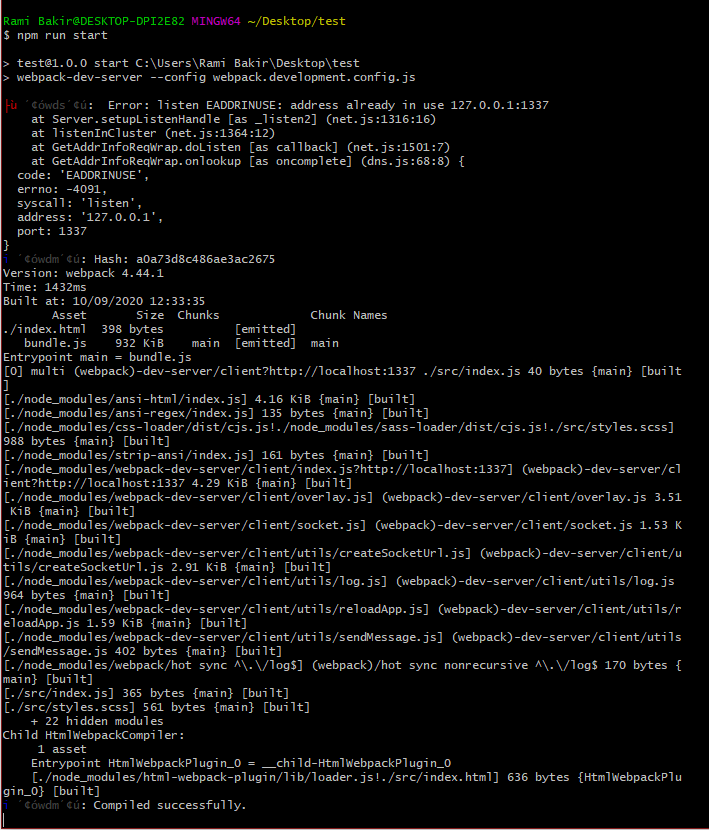 Rami Bakir@DESKTOP-DPI2E82 MINGW64 ~/Desktop/test
$ npm run start

> test@1.0.0 start C:\Users\Rami Bakir\Desktop\test
> webpack-dev-server --config webpack.development.config.js

: Error: listen EADDRINUSE: address already in use 127.0.0.1:1337
    at Server.setupListenHandle [as _listen2] (net.js:1316:16)
    at listenInCluster (net.js:1364:12)
    at GetAddrInfoReqWrap.doListen [as callback] (net.js:1501:7)
    at GetAddrInfoReqWrap.onlookup [as oncomplete] (dns.js:68:8) {
  code: 'EADDRINUSE',
  errno: -4091,
  syscall: 'listen',
  address: '127.0.0.1',
  port: 1337
}
: Hash: a0a73d8c486ae3ac2675
Version: webpack 4.44.1
Time: 1432ms
Built at: 10/09/2020 12:33:35
       Asset       Size  Chunks             Chunk Names
./index.html  398 bytes          [emitted]
   bundle.js    932 KiB    main  [emitted]  main
Entrypoint main = bundle.js
[0] multi (webpack)-dev-server/client?http://localhost:1337 ./src/index.js 40 bytes {main} [built
]
[./node_modules/ansi-html/index.js] 4.16 KiB {main} [built]
[./node_modules/ansi-regex/index.js] 135 bytes {main} [built]
[./node_modules/css-loader/dist/cjs.js!./node_modules/sass-loader/dist/cjs.js!./src/styles.scss]
988 bytes {main} [built]
[./node_modules/strip-ansi/index.js] 161 bytes {main} [built]
[./node_modules/webpack-dev-server/client/index.js?http://localhost:1337] (webpack)-dev-server/cl
ient?http://localhost:1337 4.29 KiB {main} [built]
[./node_modules/webpack-dev-server/client/overlay.js] (webpack)-dev-server/client/overlay.js 3.51
 KiB {main} [built]
[./node_modules/webpack-dev-server/client/socket.js] (webpack)-dev-server/client/socket.js 1.53 K
iB {main} [built]
[./node_modules/webpack-dev-server/client/utils/createSocketUrl.js] (webpack)-dev-server/client/u
tils/createSocketUrl.js 2.91 KiB {main} [built]
[./node_modules/webpack-dev-server/client/utils/log.js] (webpack)-dev-server/client/utils/log.js
964 bytes {main} [built]
[./node_modules/webpack-dev-server/client/utils/reloadApp.js] (webpack)-dev-server/client/utils/r
eloadApp.js 1.59 KiB {main} [built]
[./node_modules/webpack-dev-server/client/utils/sendMessage.js] (webpack)-dev-server/client/utils
/sendMessage.js 402 bytes {main} [built]
[./node_modules/webpack/hot sync ^\.\/log$] (webpack)/hot sync nonrecursive ^\.\/log$ 170 bytes {
main} [built]
[./src/index.js] 365 bytes {main} [built]
[./src/styles.scss] 561 bytes {main} [built]
    + 22 hidden modules
Child HtmlWebpackCompiler:
     1 asset
    Entrypoint HtmlWebpackPlugin_0 = __child-HtmlWebpackPlugin_0
    [./node_modules/html-webpack-plugin/lib/loader.js!./src/index.html] 636 bytes {HtmlWebpackPlu
gin_0} [built]
: Compiled successfully.